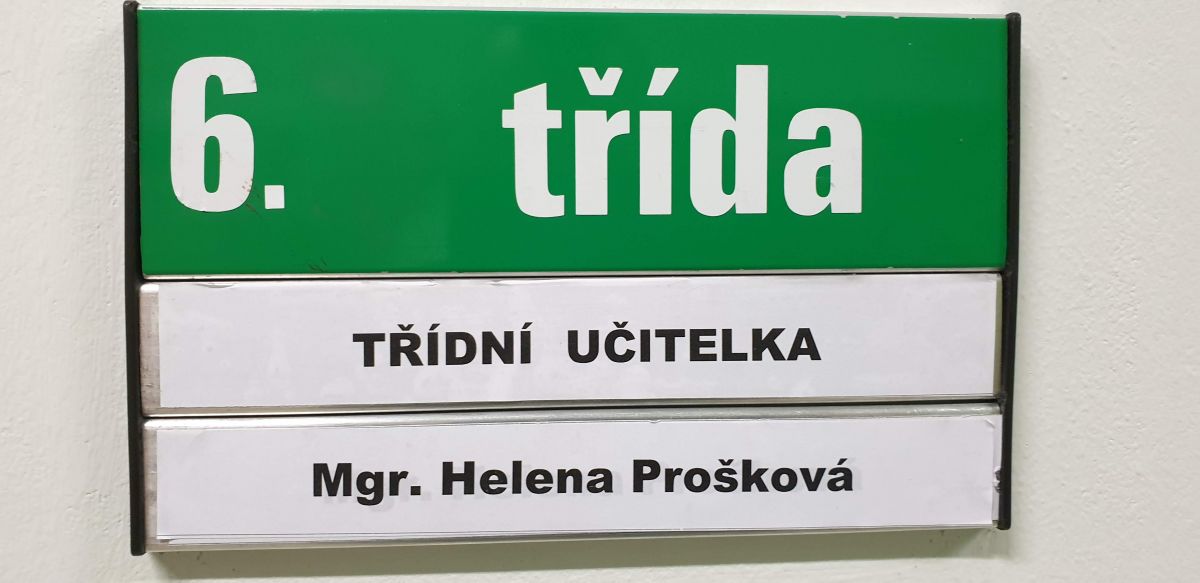 6. třída
TŘÍDNÍ UČITELKA
Mgr. Helena Prošková